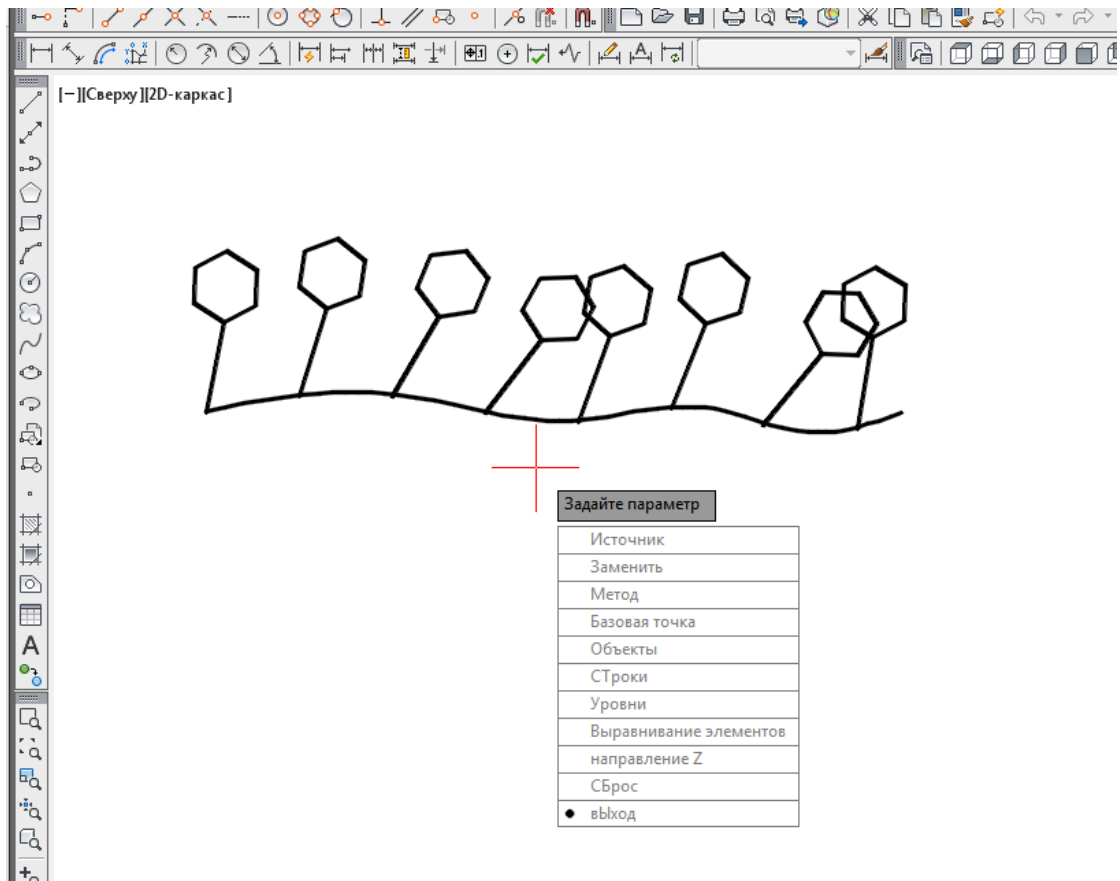 [−][Сверху][2D-каркас]
Задайте параметр
Источник
Заменить
Метод
Базовая точка
Объекты
СТроки
Уровни
Выравнивание элементов
направление Z
СБрос
вЫход